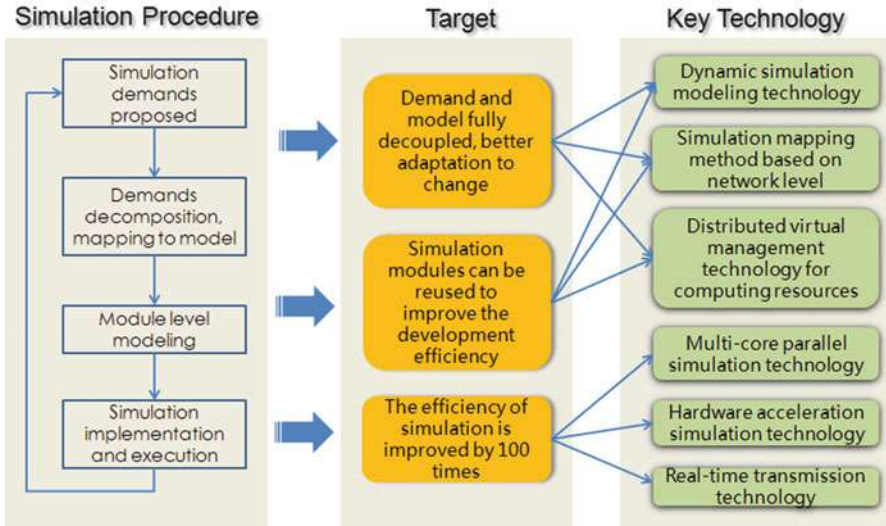 Simulation Procedure
Simulation
demands
proposed
Demands
decomposition,
mapping to model
Module level
modeling
Simulation
implementation
and execution
Target
Demand and
model fully
decoupled, better
adaptation to
change
Simulation
modules can be
reused to
improve the
development
efficiency
The efficiency of
simulation is
improved by 100
times
Key Technology
Dynamic simulation
modeling technology
Simulation mapping
method based on
network level
Distributed virtual
management
technology for
computing resources
Multi-core parallel
simulation technology
Hardware acceleration
simulation technology
Real-time transmission
technology